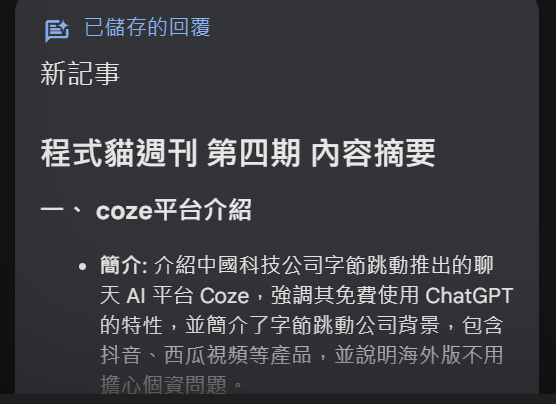 已儲存的回覆
新記事
程式貓週刊 第四期 內容摘要
一、 coze平台介紹
• 簡介: 介紹中國科技公司字節跳動推出的聊
天 AI 平台 Coze，強調其免費使用 ChatGPT
的特性，並簡介了字節跳動公司背景，包含
抖音、西瓜視頻等產品，並說明海外版不用
擔心個資問題。